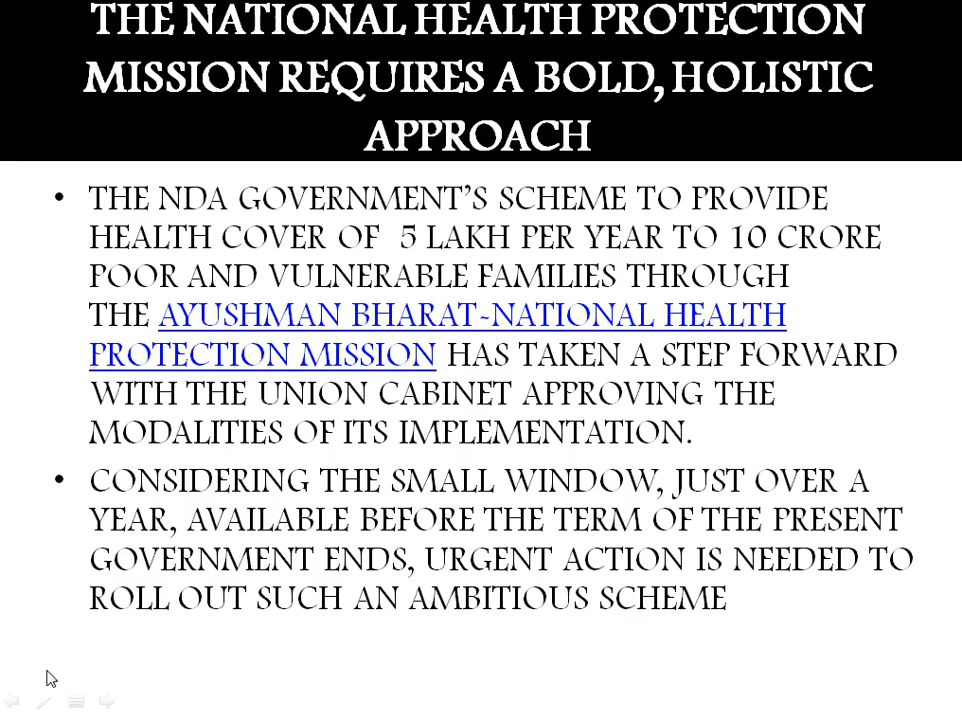 THE NATIONAL HEALTH PROTECTION
MISSION REQUIRES A BOLD, HOLISTIC
APPROACH
• THE NDA GOVERNMENT’S SCHEME TO PROVIDE
HEALTH COVER OF 5 LAKH PER YEAR TO 10 CRORE
POOR AND VULNERABLE FAMILIES THROUGH
THE AYUSHMAN BHARAT-NATIONAL HEALTH
PROTECTION MISSION HAS TAKEN A STEP FORWARD
WITH THE UNION CABINET APPROVING THE
MODALITIES OF ITS IMPLEMENTATION.
• CONSIDERING THE SMALL WINDOW, JUST OVER A
YEAR, AVAILABLE BEFORE THE TERM OF THE PRESENT
GOVERNMENT ENDS, URGENT ACTION IS NEEDED TO
ROLL OUT SUCH AN AMBITIOUS SCHEME